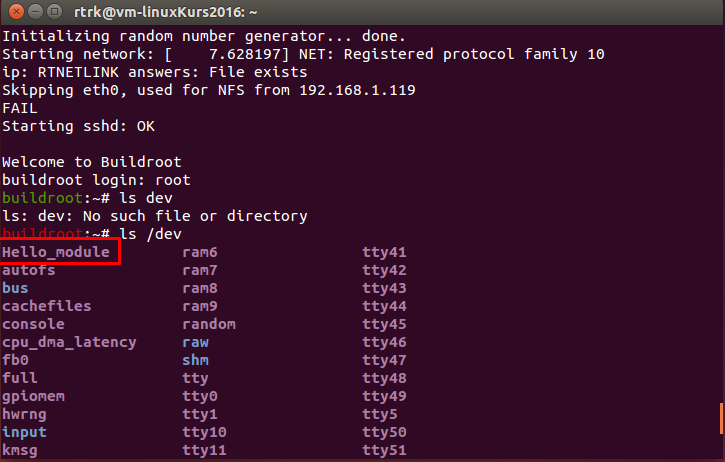 rtrk@vm-linuxKurs2016: ~
Initializing random number generator... done.
Starting network: [    7.628197] NET: Registered protocol family 10
ip: RTNETLINK answers: File exists
Skipping eth0, used for NFS from 192.168.1.119
FAIL
Starting sshd: OK
Welcome to Buildroot
buildroot login: root
buildroot:~# ls dev
ls: dev: No such file or directory
buildroot:~# ls /dev
Hello_module ram6 tty41
autofs ram7 tty42
bus ram8 tty43
cachefiles ram9 tty44
console random tty45
cpu_dma_latency raw tty46
fb0 shm tty47
full tty tty48
gpiomem tty0 tty49
hwrng tty1 tty5
input tty10 tty50
kmsg tty11 tty51